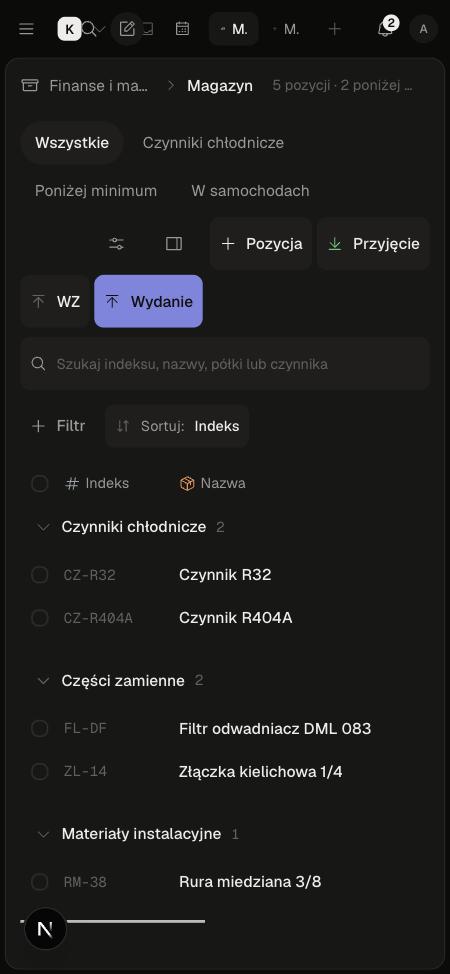 K M. M. 2 A
Finanse i ma... Magazyn 5 pozycji · 2 poniżej ...
Wszystkie Czynniki chłodnicze
Poniżej minimum W samochodach
Pozycja Przyjęcie
WZ Wydanie
Szukaj indeksu, nazwy, półki lub czynnika
Filtr Sortuj: Indeks
Indeks Nazwa
Czynniki chłodnicze 2
CZ-R32 Czynnik R32
CZ-R404A Czynnik R404A
Części zamienne 2
FL-DF Filtr odwadniacz DML 083
ZL-14 Złączka kielichowa 1/4
Materiały instalacyjne 1
RM-38 Rura miedziana 3/8
N